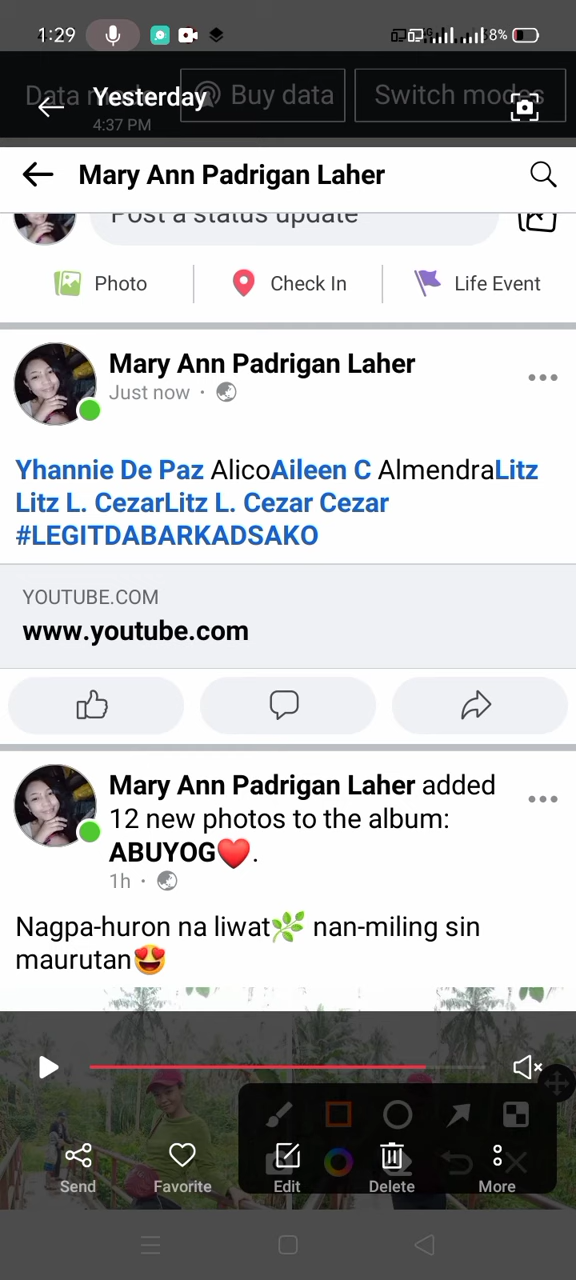 1:29
8%
Data mode Buy data Switch modes
Yesterday
4:37 PM
Mary Ann Padrigan Laher
Post a status update
Photo Check In Life Event
Mary Ann Padrigan Laher
Just now ·
Yhannie De Paz AlicoAileen C AlmendraLitz
Litz L. CezarLitz L. Cezar Cezar
#LEGITDABARKADSAKO
YOUTUBE.COM
www.youtube.com
Mary Ann Padrigan Laher added
12 new photos to the album:
ABUYOG❤️.
1h ·
Nagpa-huron na liwat🌿 nan-miling sin
maurutan😍
Send Favorite Edit Delete More